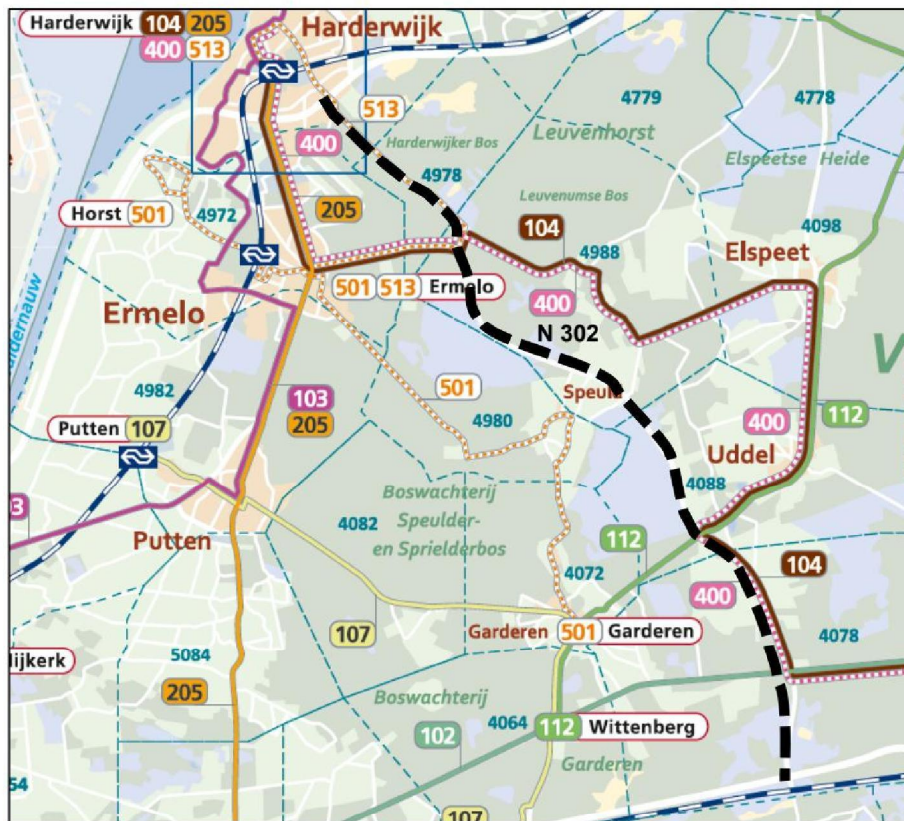 Harderwijk 104 205
400 513
Harderwijk
513
4779
4778
400
Harderwijker Bos
Leuvenhorst
4978
Elspeetse Heide
Leuvenumse Bos
Horst 501
4972
205
104
4988
4098
Elspeet
501 513 Ermelo
400
Ermelo
N 302
V
4982
103
205
501
Speuld
400
112
Putten 107
4980
Uddel
4088
Boswachterij
Speulder-
en Sprielderbos
4082
Putten
112
4072
104
400
Garderen 501 Garderen
4078
107
5084
lijkerk
205
Boswachterij
4064
102
112 Wittenberg
Garderen
54
107